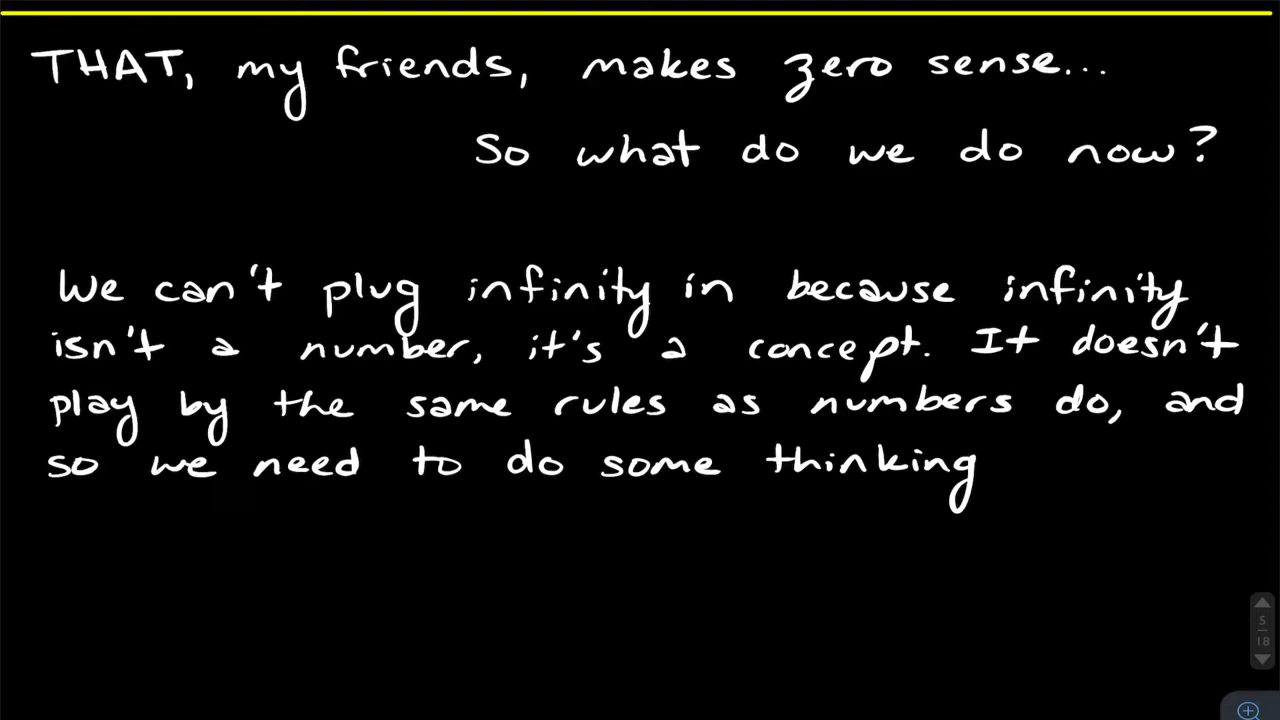 THAT, my friends, makes zero sense...
So what do we do now?
We can't plug infinity in because infinity
isn't a number, it's a concept. It doesn't
play by the same rules as numbers do, and
so we need to do some thinking
5
18